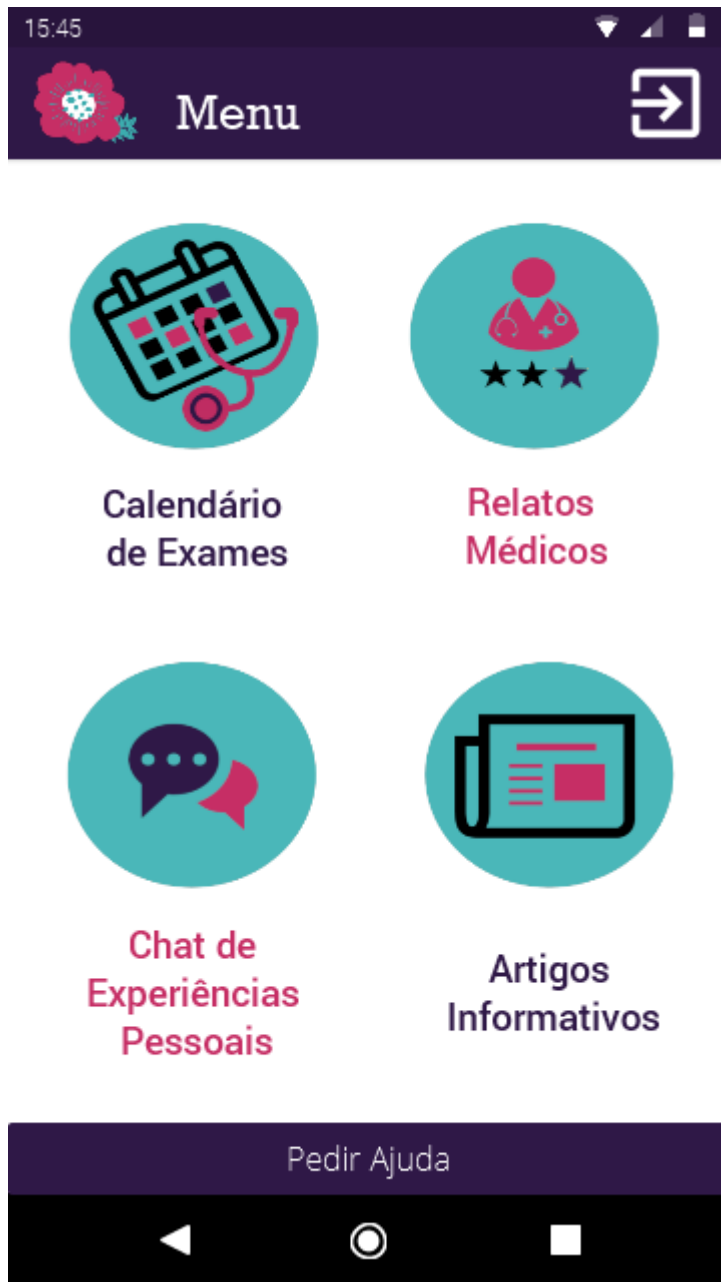 15:45
Menu
Calendário
de Exames
Relatos
Médicos
Chat de
Experiências
Pessoais
Artigos
Informativos
Pedir Ajuda